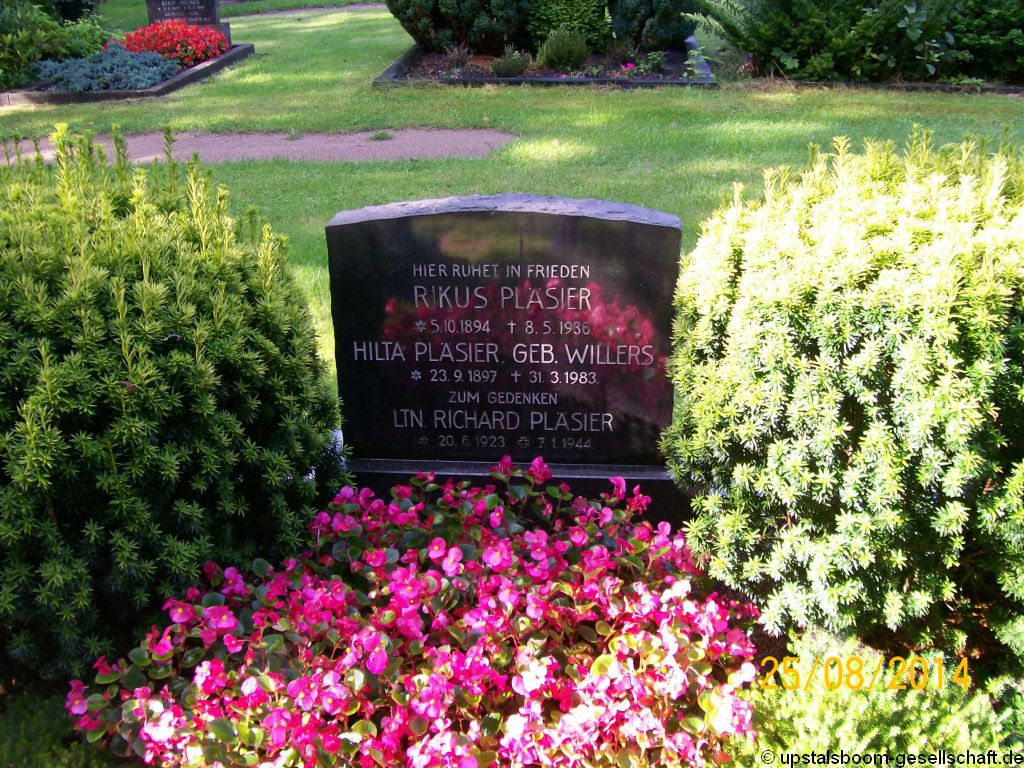 HIER RUHET IN FRIEDEN
RIKUS PLÄSIER
* 5.10.1894 † 8.5.1986
HILTA PLÄSIER, GEB. WILLERS
* 23.9.1897 † 31.3.1983
ZUM GEDENKEN
LTN. RICHARD PLÄSIER
* 20.6.1923 ✠ 7.1.1944
25/08/2014
© upstalsboom-gesellschaft.de